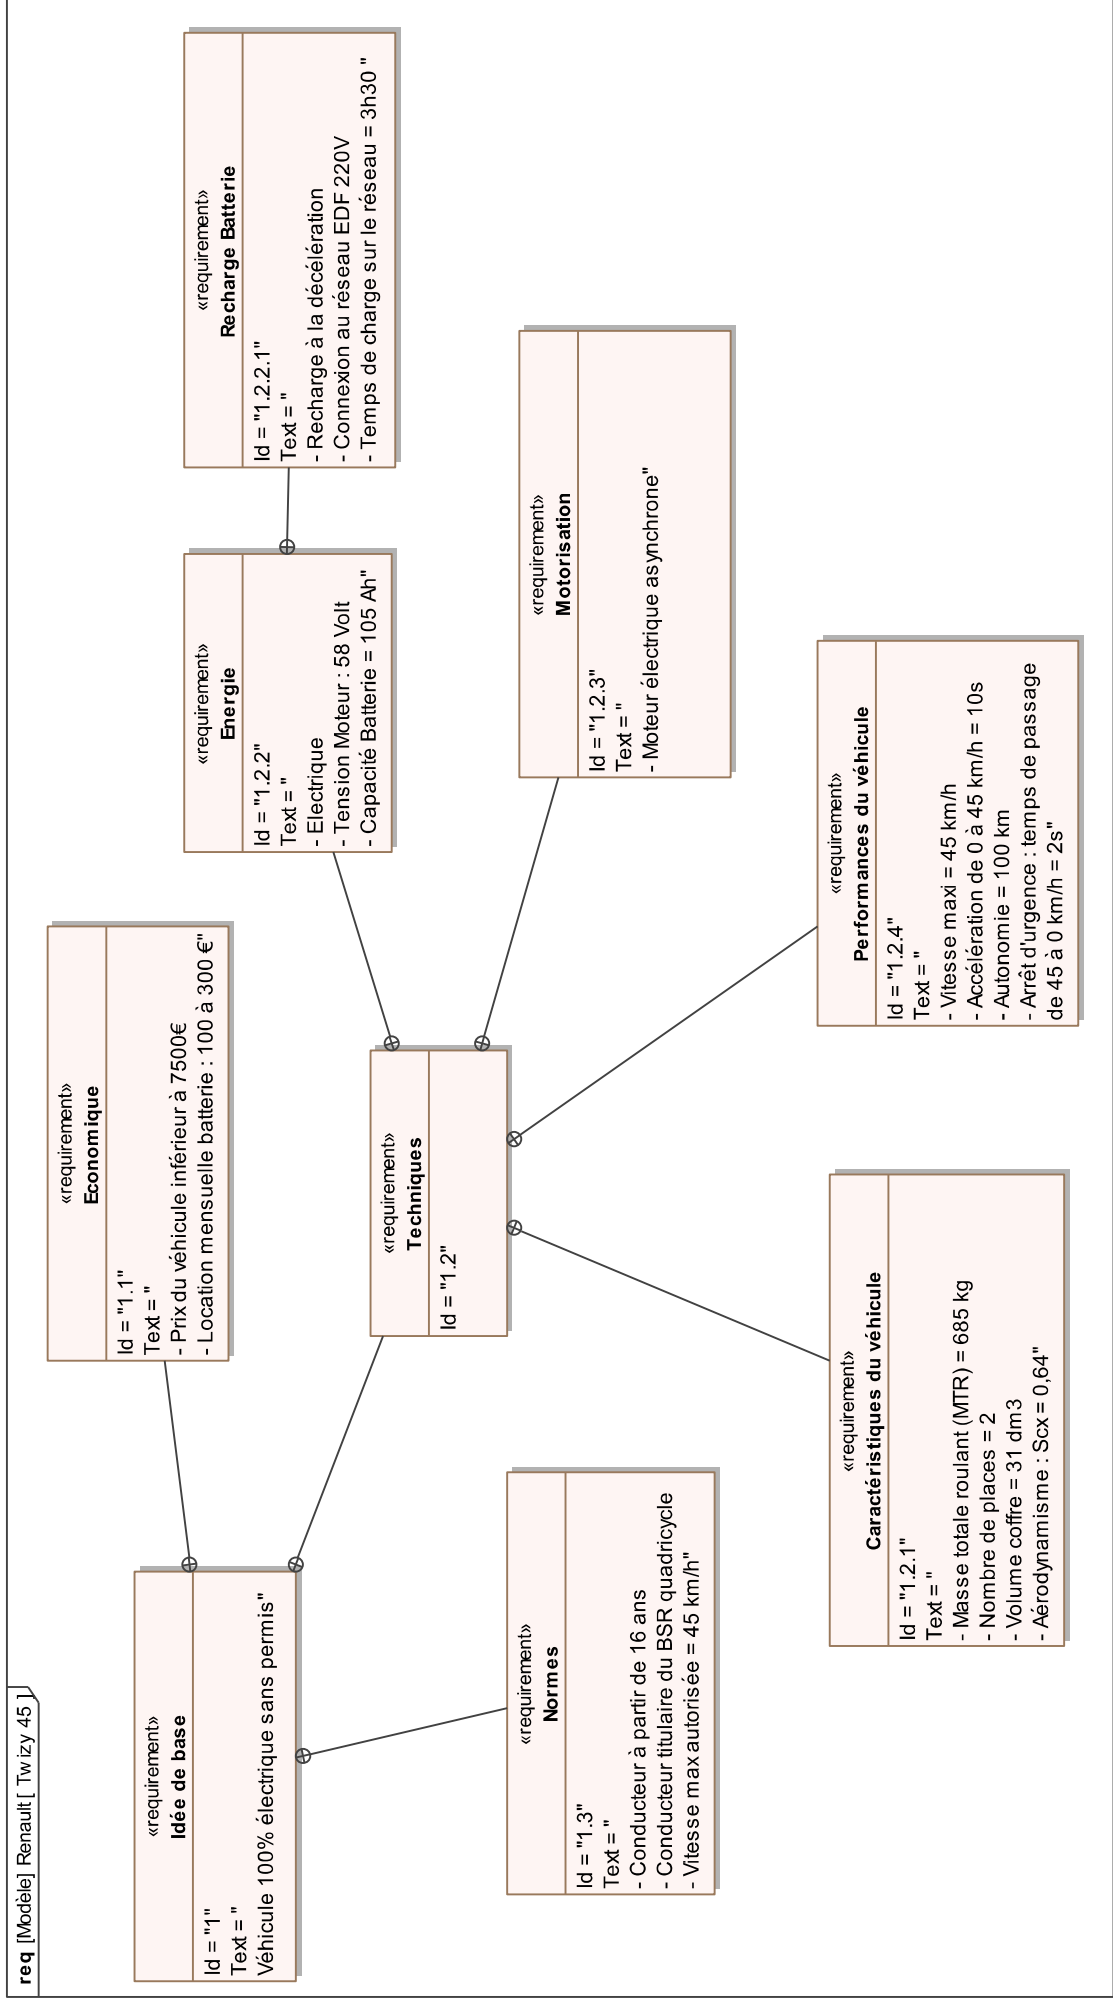 req [Modèle] Renault [ Twizy 45 ]
«requirement»
Idée de base
Id = "1"
Text = "
Véhicule 100% électrique sans permis"
«requirement»
Economique
Id = "1.1"
Text = "
- Prix du véhicule inférieur à 7500€
- Location mensuelle batterie : 100 à 300 €"
«requirement»
Energie
Id = "1.2.2"
Text = "
- Electrique
- Tension Moteur : 58 Volt
- Capacité Batterie = 105 Ah"
«requirement»
Recharge Batterie
Id = "1.2.2.1"
Text = "
- Recharge à la décélération
- Connexion au réseau EDF 220V
- Temps de charge sur le réseau = 3h30 "
«requirement»
Techniques
Id = "1.2"
«requirement»
Normes
Id = "1.3"
Text = "
- Conducteur à partir de 16 ans
- Conducteur titulaire du BSR quadricycle
- Vitesse max autorisée = 45 km/h"
«requirement»
Motorisation
Id = "1.2.3"
Text = "
- Moteur électrique asynchrone"
«requirement»
Caractéristiques du véhicule
Id = "1.2.1"
Text = "
- Masse totale roulant (MTR) = 685 kg
- Nombre de places = 2
- Volume coffre = 31 dm3
- Aérodynamisme : Scx = 0,64"
«requirement»
Performances du véhicule
Id = "1.2.4"
Text = "
- Vitesse maxi = 45 km/h
- Accélération de 0 à 45 km/h = 10s
- Autonomie = 100 km
- Arrêt d'urgence : temps de passage
de 45 à 0 km/h = 2s"